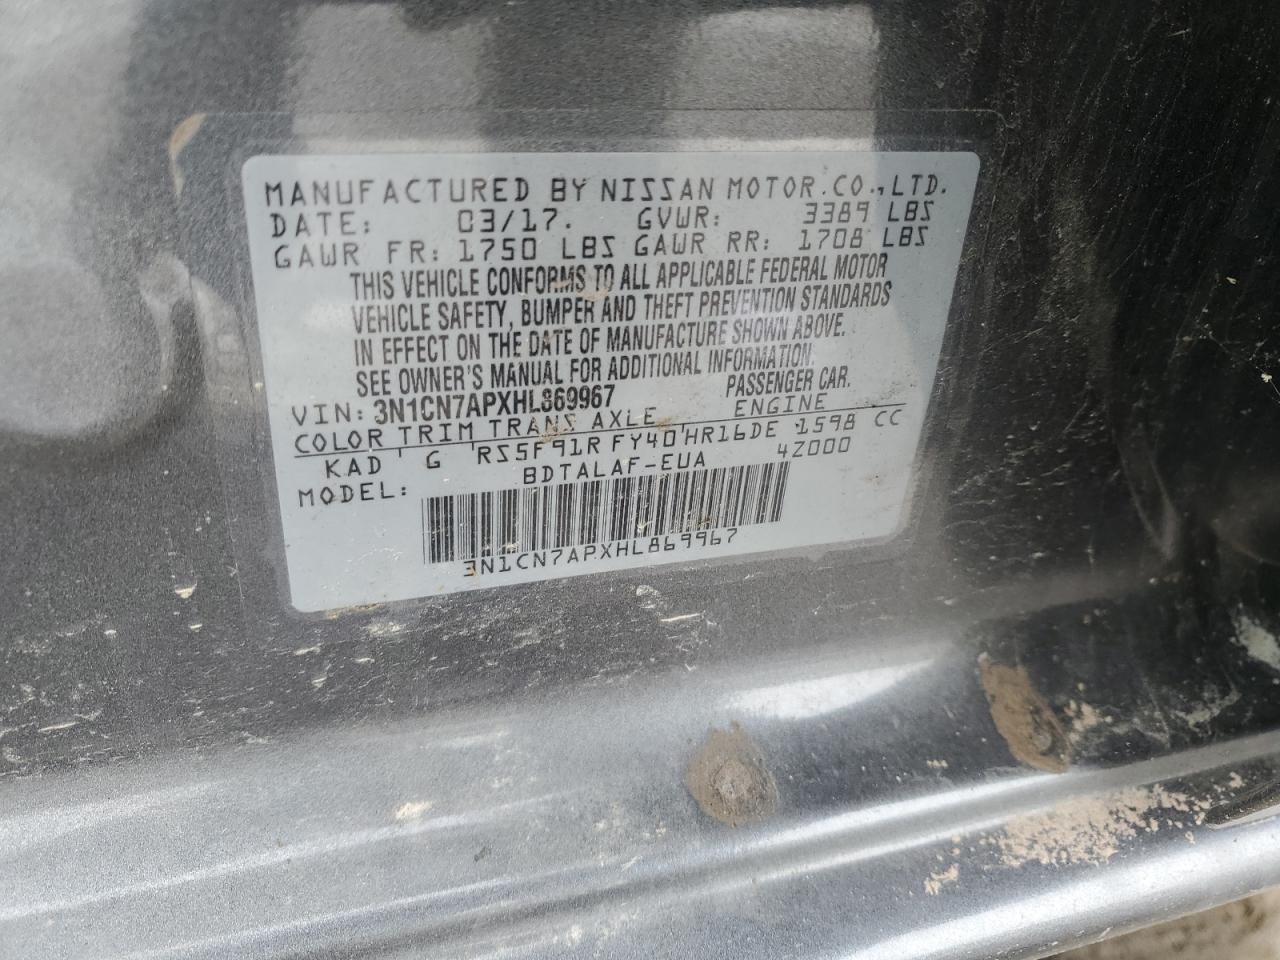 MANUFACTURED BY NISSAN MOTOR.CO.,LTD.
DATE: 03/17. GVWR: 3389 LBS
GAWR FR: 1750 LBS GAWR RR: 1708 LBS
THIS VEHICLE CONFORMS TO ALL APPLICABLE FEDERAL MOTOR
VEHICLE SAFETY, BUMPER AND THEFT PREVENTION STANDARDS
IN EFFECT ON THE DATE OF MANUFACTURE SHOWN ABOVE.
SEE OWNER'S MANUAL FOR ADDITIONAL INFORMATION.
VIN: 3N1CN7APXHL869967 PASSENGER CAR.
COLOR TRIM TRANS AXLE ENGINE
KAD G RS5F91R FY40 HR16DE 1598 CC
MODEL: BDTALAF-EUA 4Z000
3N1CN7APXHL869967